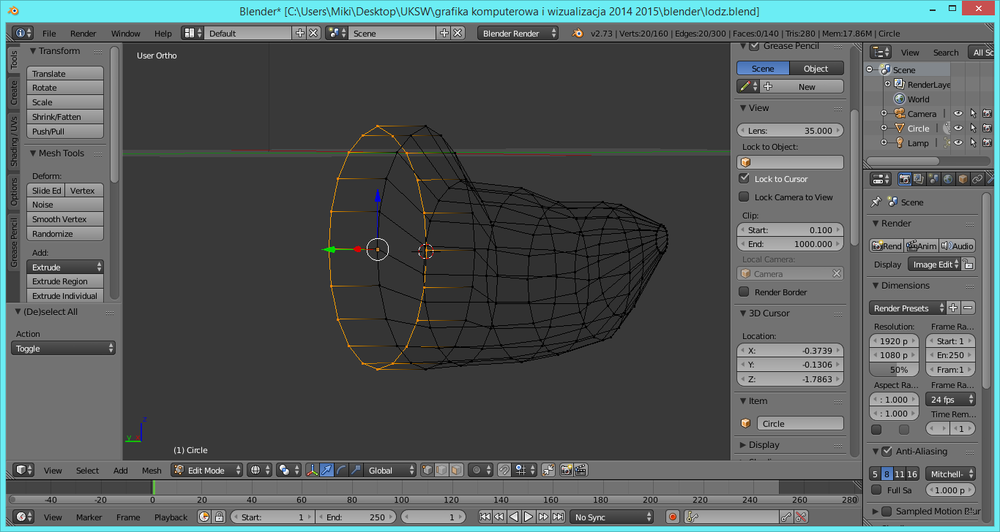 Blender* [C:\Users\Miki\Desktop\UKSW\grafika komputerowa i wizualizacja 2014 2015\blender\lodz.blend]
File Render Window Help Default Scene Blender Render v2.73 | Verts:20/160 | Edges:20/300 | Faces:0/140 | Tris:280 | Mem:17.86M | Circle
Tools
Create
Shading / UVs
Options
Grease Pencil
Transform
Translate
Rotate
Scale
Shrink/Fatten
Push/Pull
Mesh Tools
Deform:
Slide Ed Vertex
Noise
Smooth Vertex
Randomize
Add:
Extrude
Extrude Region
Extrude Individual
(De)select All
Action
Toggle
User Ortho
z
y
(1) Circle
Grease Pencil
Scene Object
New
View
Lens: 35.000
Lock to Object:
Lock to Cursor
Lock Camera to View
Clip:
Start: 0.100
End: 1000.000
Local Camera:
Camera
Render Border
3D Cursor
Location:
X: -0.3739
Y: -0.1306
Z: -1.7863
Item
Circle
Display
View Search All Sc
Scene
RenderLaye
World
Camera
Circle
Lamp
Scene
Render
Rend Anim Audio
Display Image Edit
Dimensions
Render Presets
Resolution: Frame Ra...
1920 p Start: 1
1080 p En:250
50% Fram:1
Aspect Ra... Frame Ra...
: 1.000 24 fps
: 1.000 Time Rem...
1
Anti-Aliasing
5 8 11 16 Mitchell-
Full Sa 1.000 p
Sampled Motion Blur
View Select Add Mesh Edit Mode Global
-40 -20 0 20 40 60 80 100 120 140 160 180 200 220 240 260 280
View Marker Frame Playback Start: 1 End: 250 1 No Sync